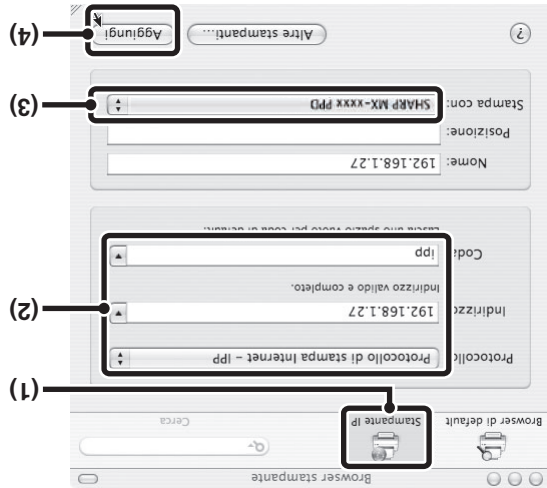 Browser stampante
Browser di default
Stampante IP
Cerca
(1)
Protocollo
Protocollo di stampa Internet – IPP
Indirizzo
192.168.1.27
Indirizzo valido e completo.
(2)
Coda
ipp
Lascia uno spazio vuoto per coda di default.
Nome:
192.168.1.27
Posizione:
Stampa con:
SHARP MX-xxxx PPD
(3)
?
Altre stampanti...
Aggiungi
(4)